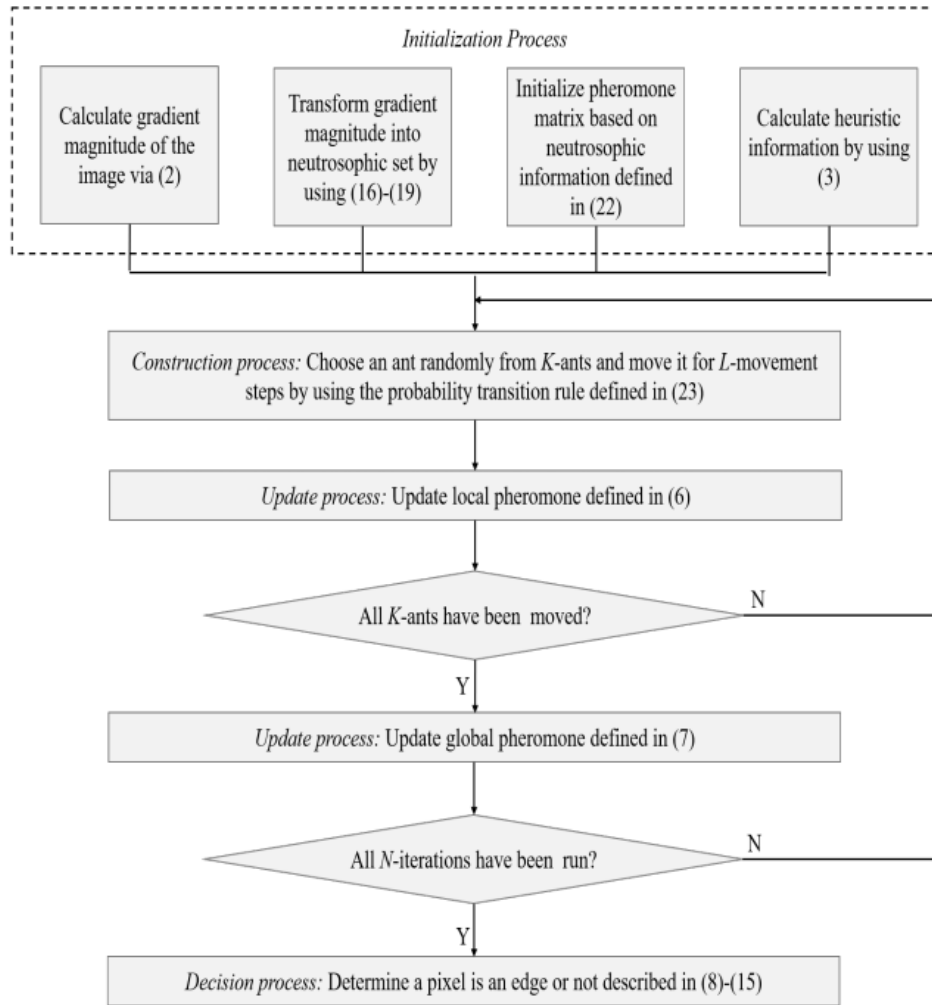 Initialization Process
Calculate gradient
magnitude of the
image via (2)
Transform gradient
magnitude into
neutrosophic set by
using (16)-(19)
Initialize pheromone
matrix based on
neutrosophic
information defined
in (22)
Calculate heuristic
information by using
(3)
Construction process: Choose an ant randomly from K-ants and move it for L-movement
steps by using the probability transition rule defined in (23)
Update process: Update local pheromone defined in (6)
All K-ants have been moved?
N
Y
Update process: Update global pheromone defined in (7)
All N-iterations have been run?
N
Y
Decision process: Determine a pixel is an edge or not described in (8)-(15)